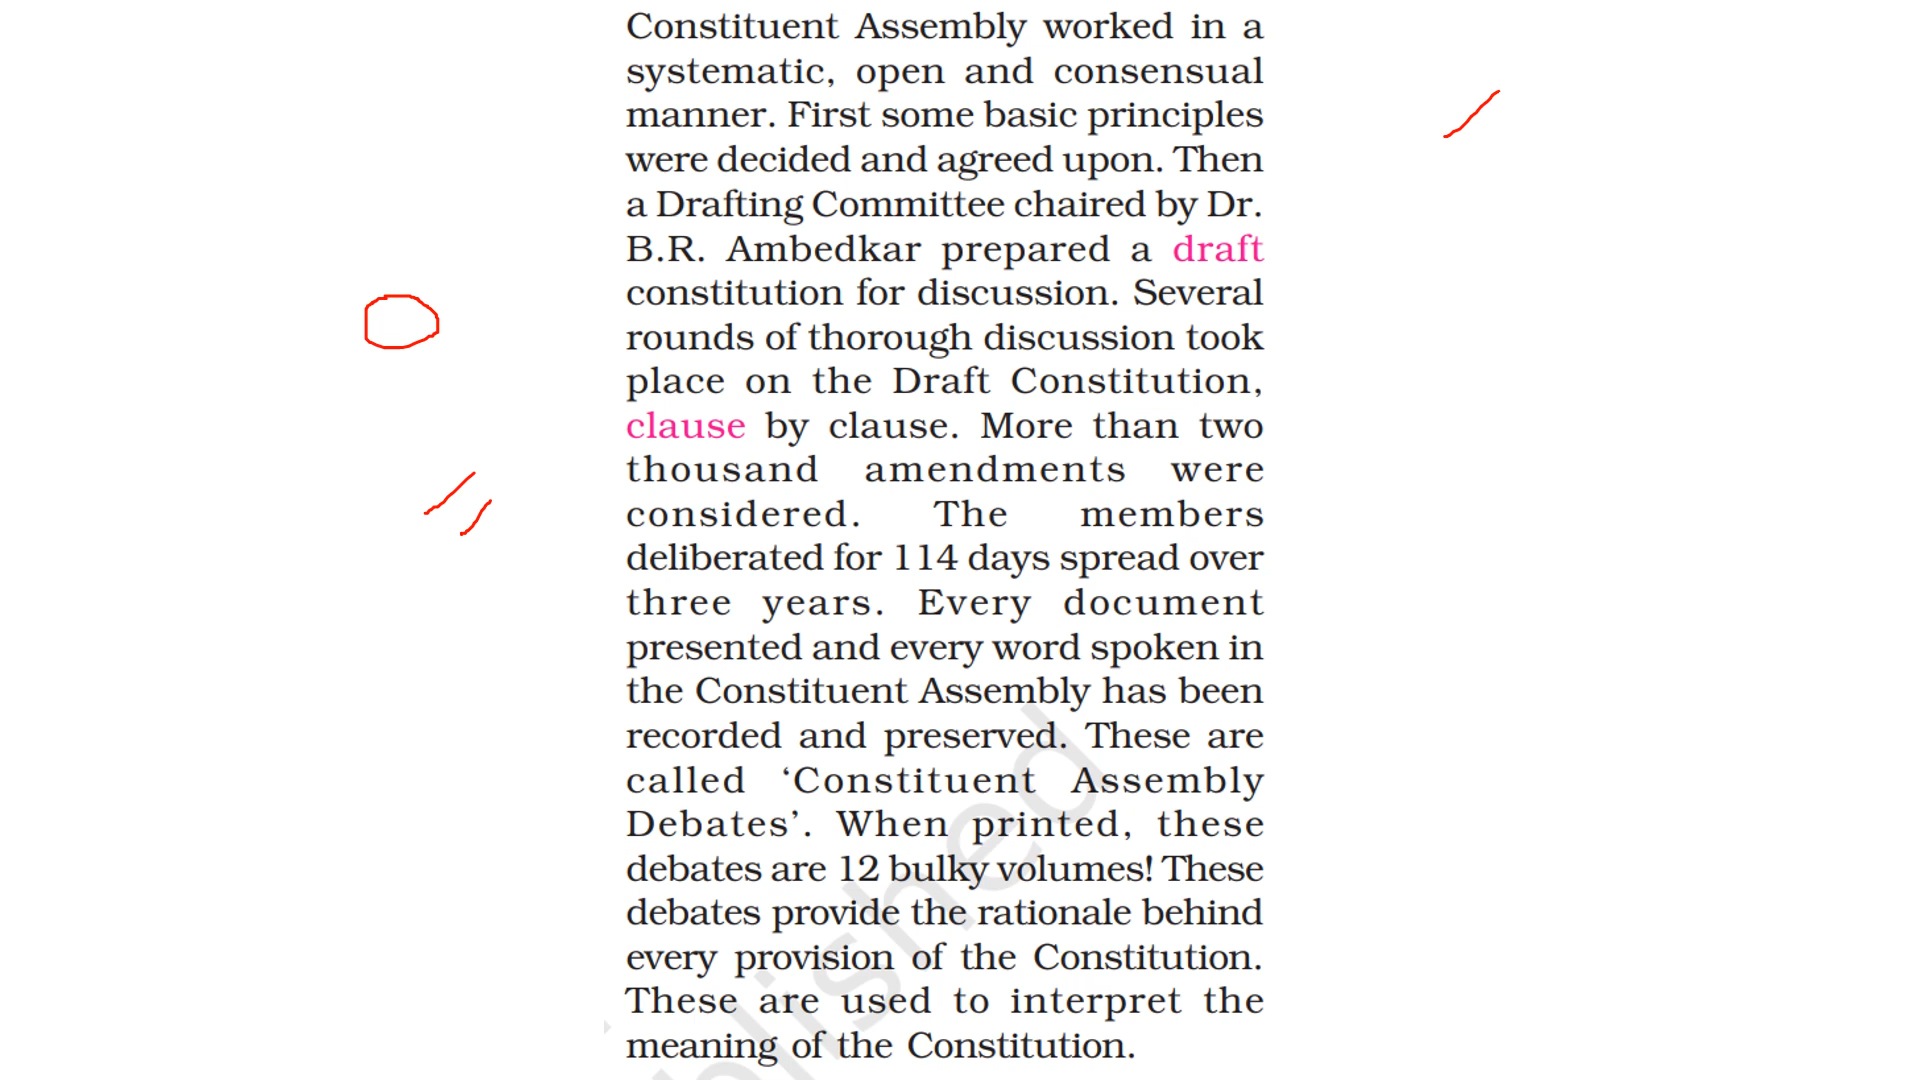 Constituent Assembly worked in a
systematic, open and consensual
manner. First some basic principles
were decided and agreed upon. Then
a Drafting Committee chaired by Dr.
B.R. Ambedkar prepared a draft
constitution for discussion. Several
rounds of thorough discussion took
place on the Draft Constitution,
clause by clause. More than two
thousand amendments were
considered. The members
deliberated for 114 days spread over
three years. Every document
presented and every word spoken in
the Constituent Assembly has been
recorded and preserved. These are
called ‘Constituent Assembly
Debates’. When printed, these
debates are 12 bulky volumes! These
debates provide the rationale behind
every provision of the Constitution.
These are used to interpret the
meaning of the Constitution.
blished